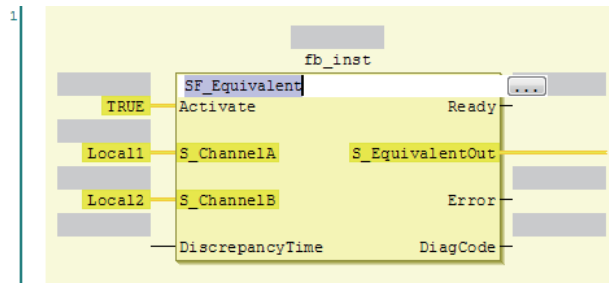 1
fb_inst
SF_Equivalent ...
TRUE Activate Ready
Local1 S_ChannelA S_EquivalentOut
Local2 S_ChannelB Error
DiscrepancyTime DiagCode